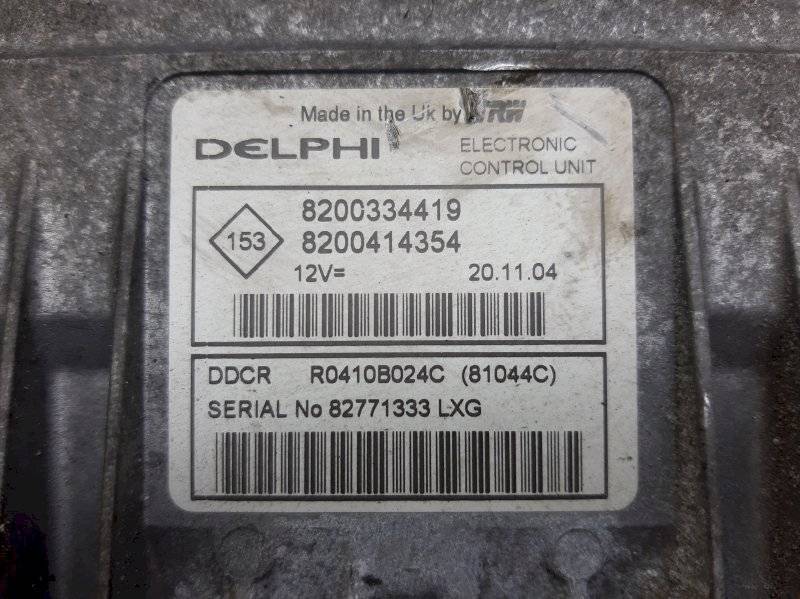 Made in the Uk by TRW
DELPHI
ELECTRONIC
CONTROL UNIT
153
8200334419
8200414354
12V= 20.11.04
DDCR R0410B024C (81044C)
SERIAL No 82771333 LXG